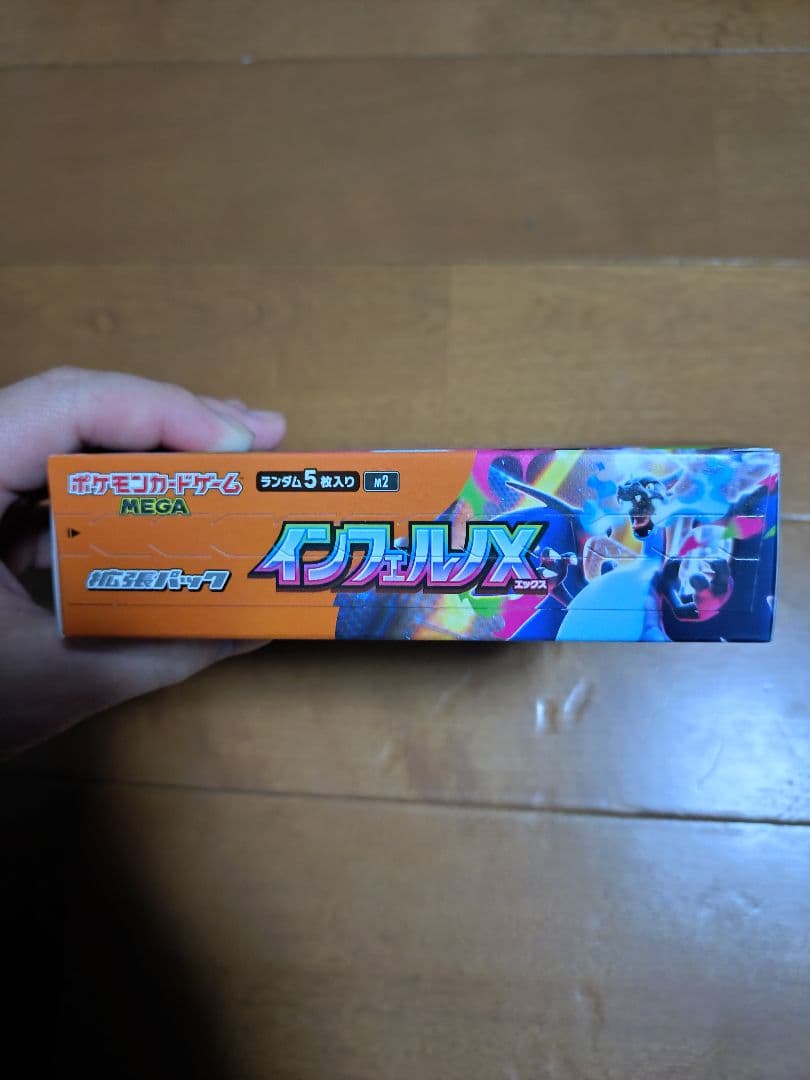 ポケモンカードゲーム
MEGA
ランダム5枚入り M2
拡張パック
インフェルノX
エックス